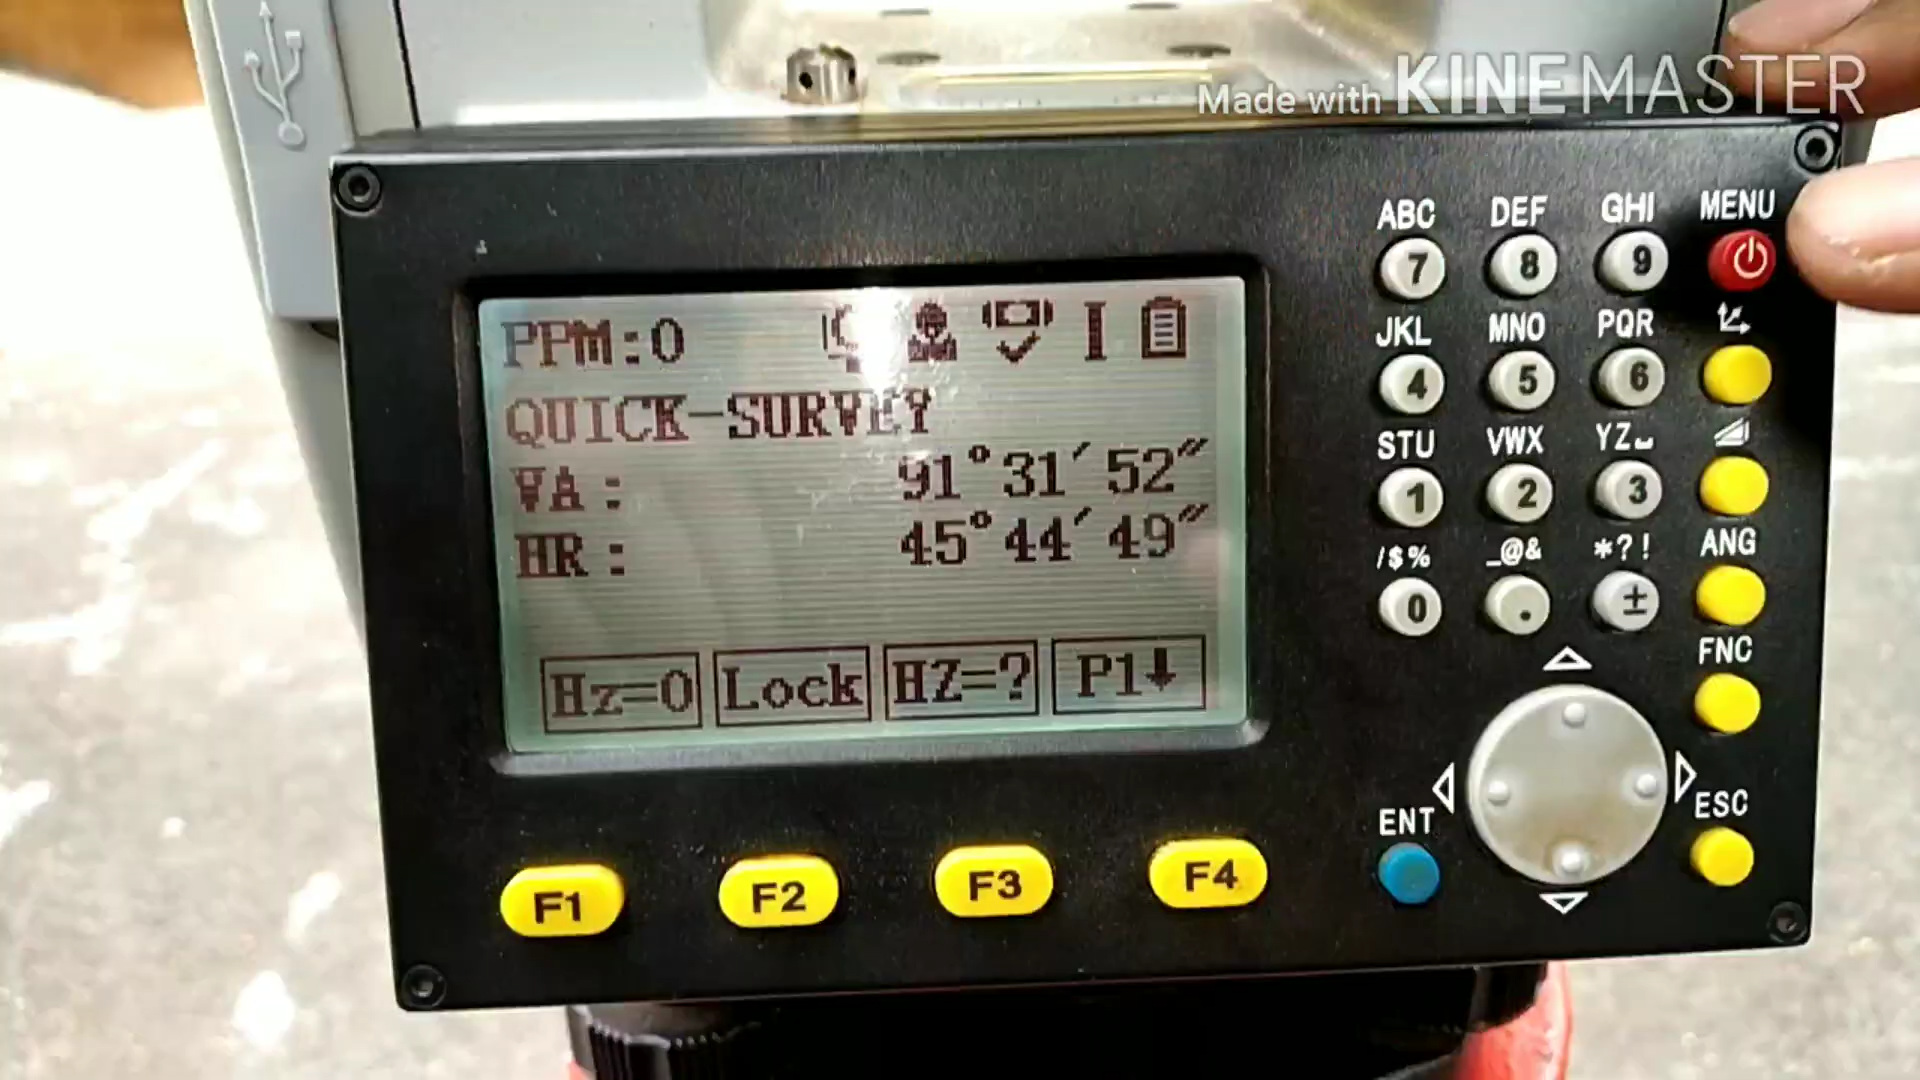 Made with KINEMASTER
PPM:0
QUICK-SURVEY
VA: 91°31′52″
HR: 45°44′49″
Hz=0 Lock HZ=? P1↓
F1 F2 F3 F4
ABC DEF GHI MENU
7 8 9
JKL MNO PQR
4 5 6
STU VWX YZ⎵
1 2 3
/$% _@& *?! ANG
0 . ±
FNC
ENT ESC